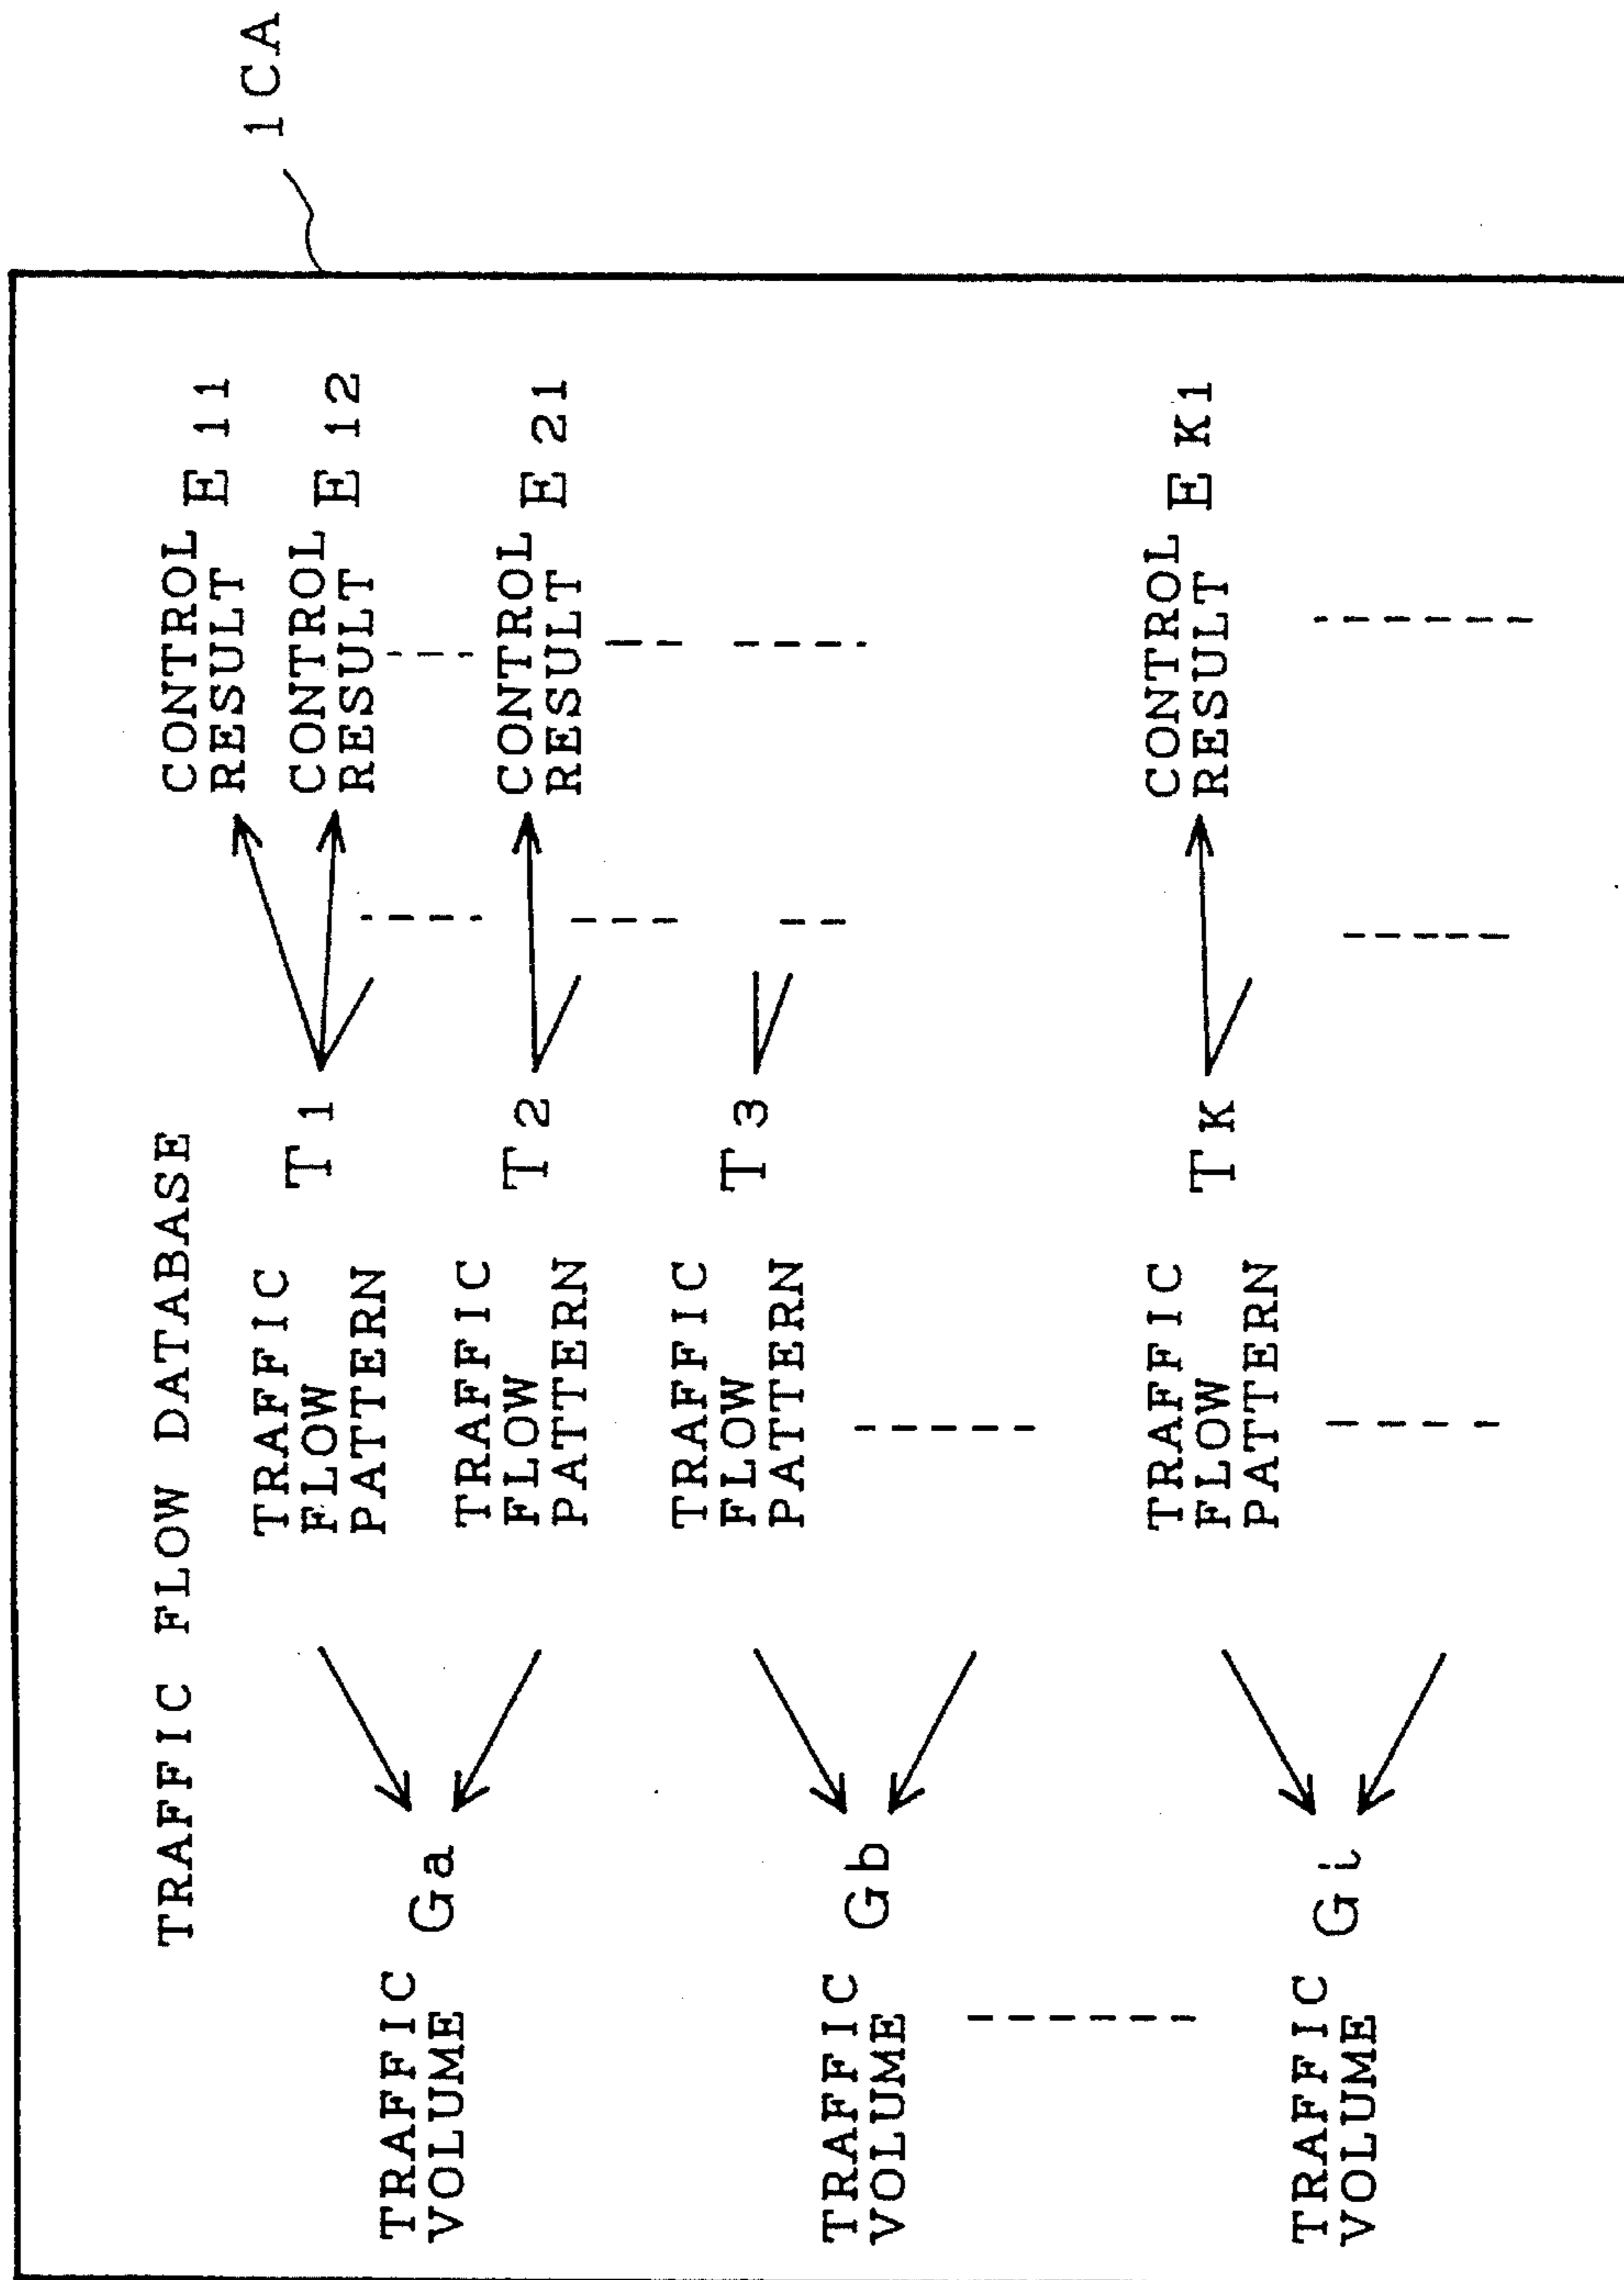 1CA
TRAFFIC FLOW DATABASE
TRAFFIC
VOLUME
Ga
TRAFFIC
FLOW
PATTERN
T1
CONTROL
RESULT
E11
CONTROL
RESULT
E12
TRAFFIC
FLOW
PATTERN
T2
CONTROL
RESULT
E21
TRAFFIC
VOLUME
Gb
TRAFFIC
FLOW
PATTERN
T3
TRAFFIC
VOLUME
Gi
TRAFFIC
FLOW
PATTERN
TK
CONTROL
RESULT
EK1